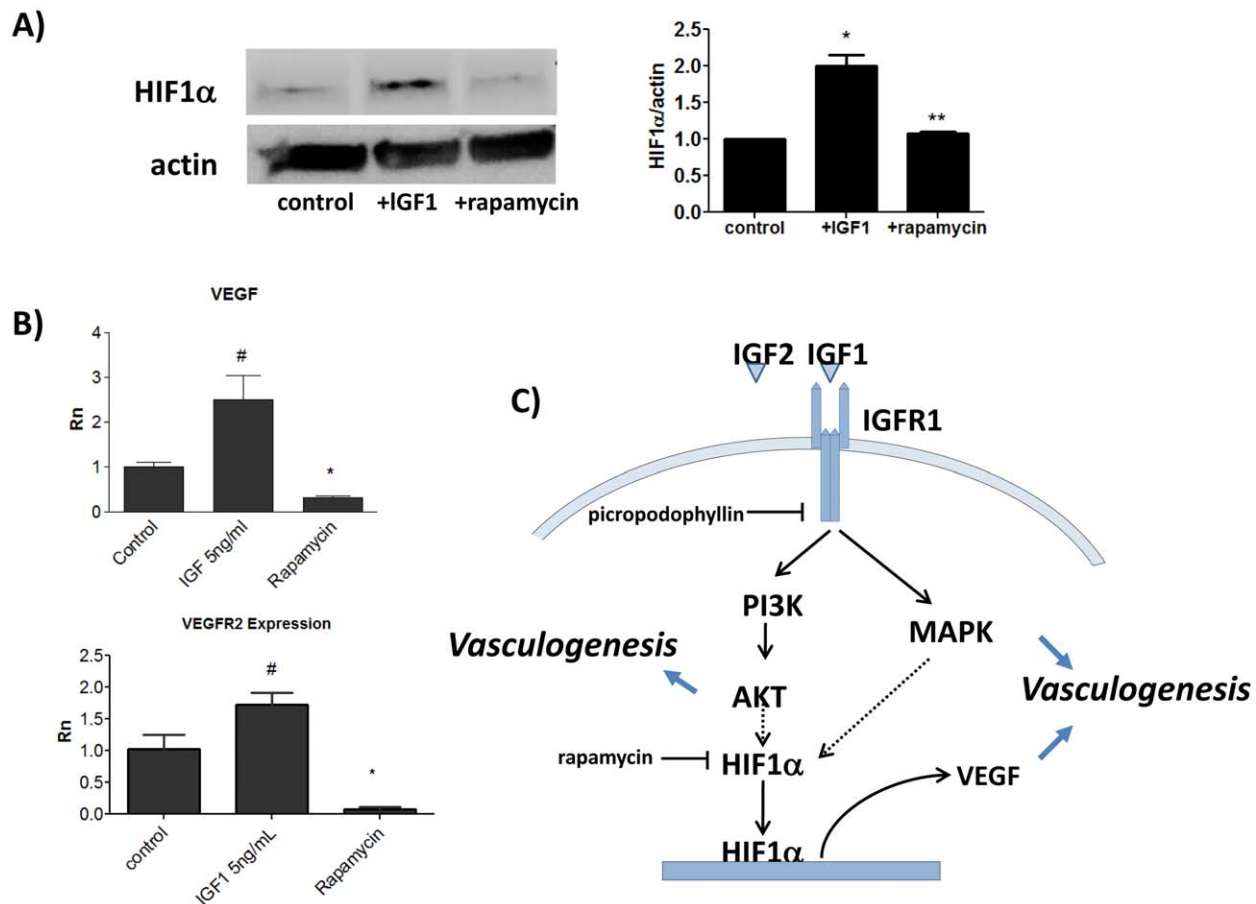 A)
HIF1α
actin
control +IGF1 +rapamycin
HIF1α/actin
2.5
2.0
1.5
1.0
0.5
0.0
*
**
control +IGF1 +rapamycin
B)
VEGF
Rn
4
3
2
1
0
#
*
Control
IGF 5ng/ml
Rapamycin
VEGFR2 Expression
Rn
2.5
2.0
1.5
1.0
0.5
0.0
#
*
control
IGF1 5ng/mL
Rapamycin
C)
IGF2 IGF1
IGFR1
picropodophyllin
PI3K
MAPK
Vasculogenesis
Vasculogenesis
AKT
rapamycin
HIF1α
VEGF
HIF1α